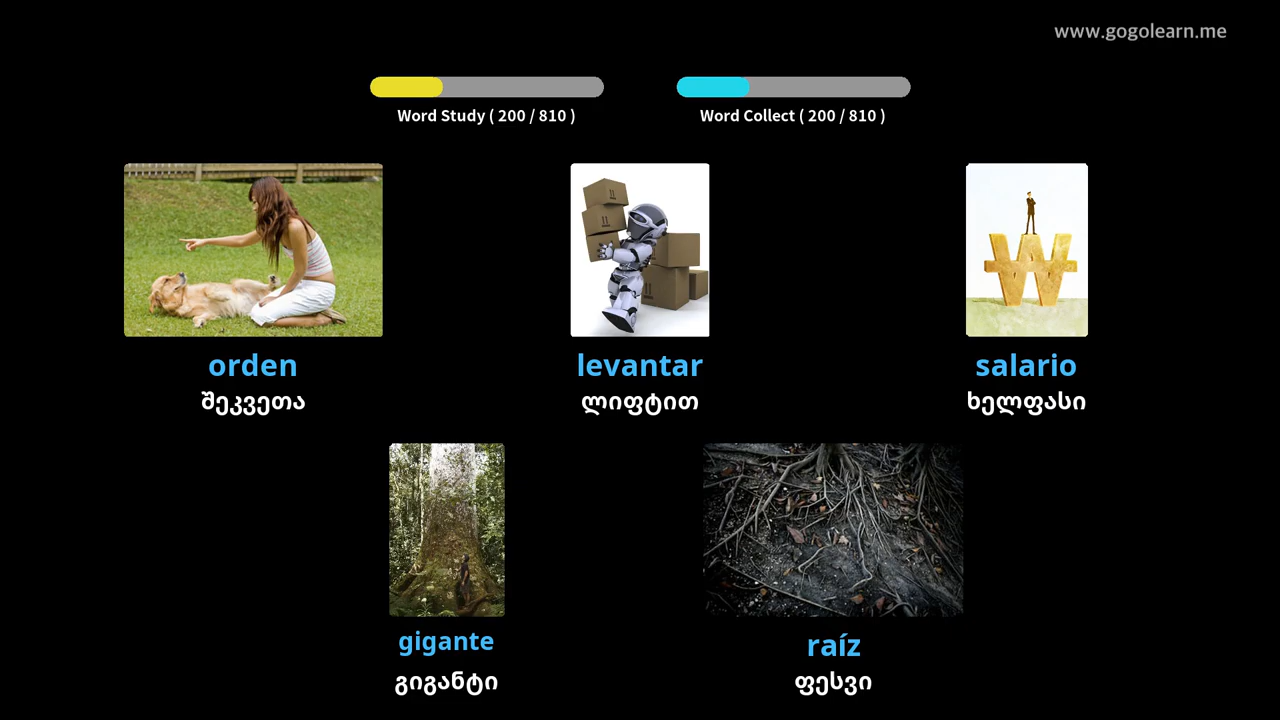 www.gogolearn.me
Word Study ( 200 / 810 )
Word Collect ( 200 / 810 )
orden
შეკვეთა
levantar
ლიფტით
salario
ხელფასი
gigante
გიგანტი
raíz
ფესვი